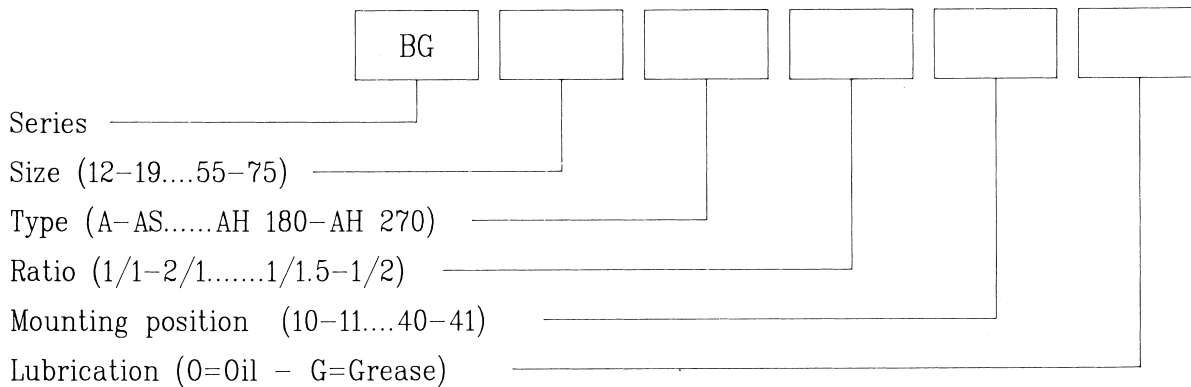 BG
Series
Size (12-19....55-75)
Type (A-AS......AH 180-AH 270)
Ratio (1/1-2/1.......1/1.5-1/2)
Mounting position (10-11....40-41)
Lubrication (O=Oil - G=Grease)